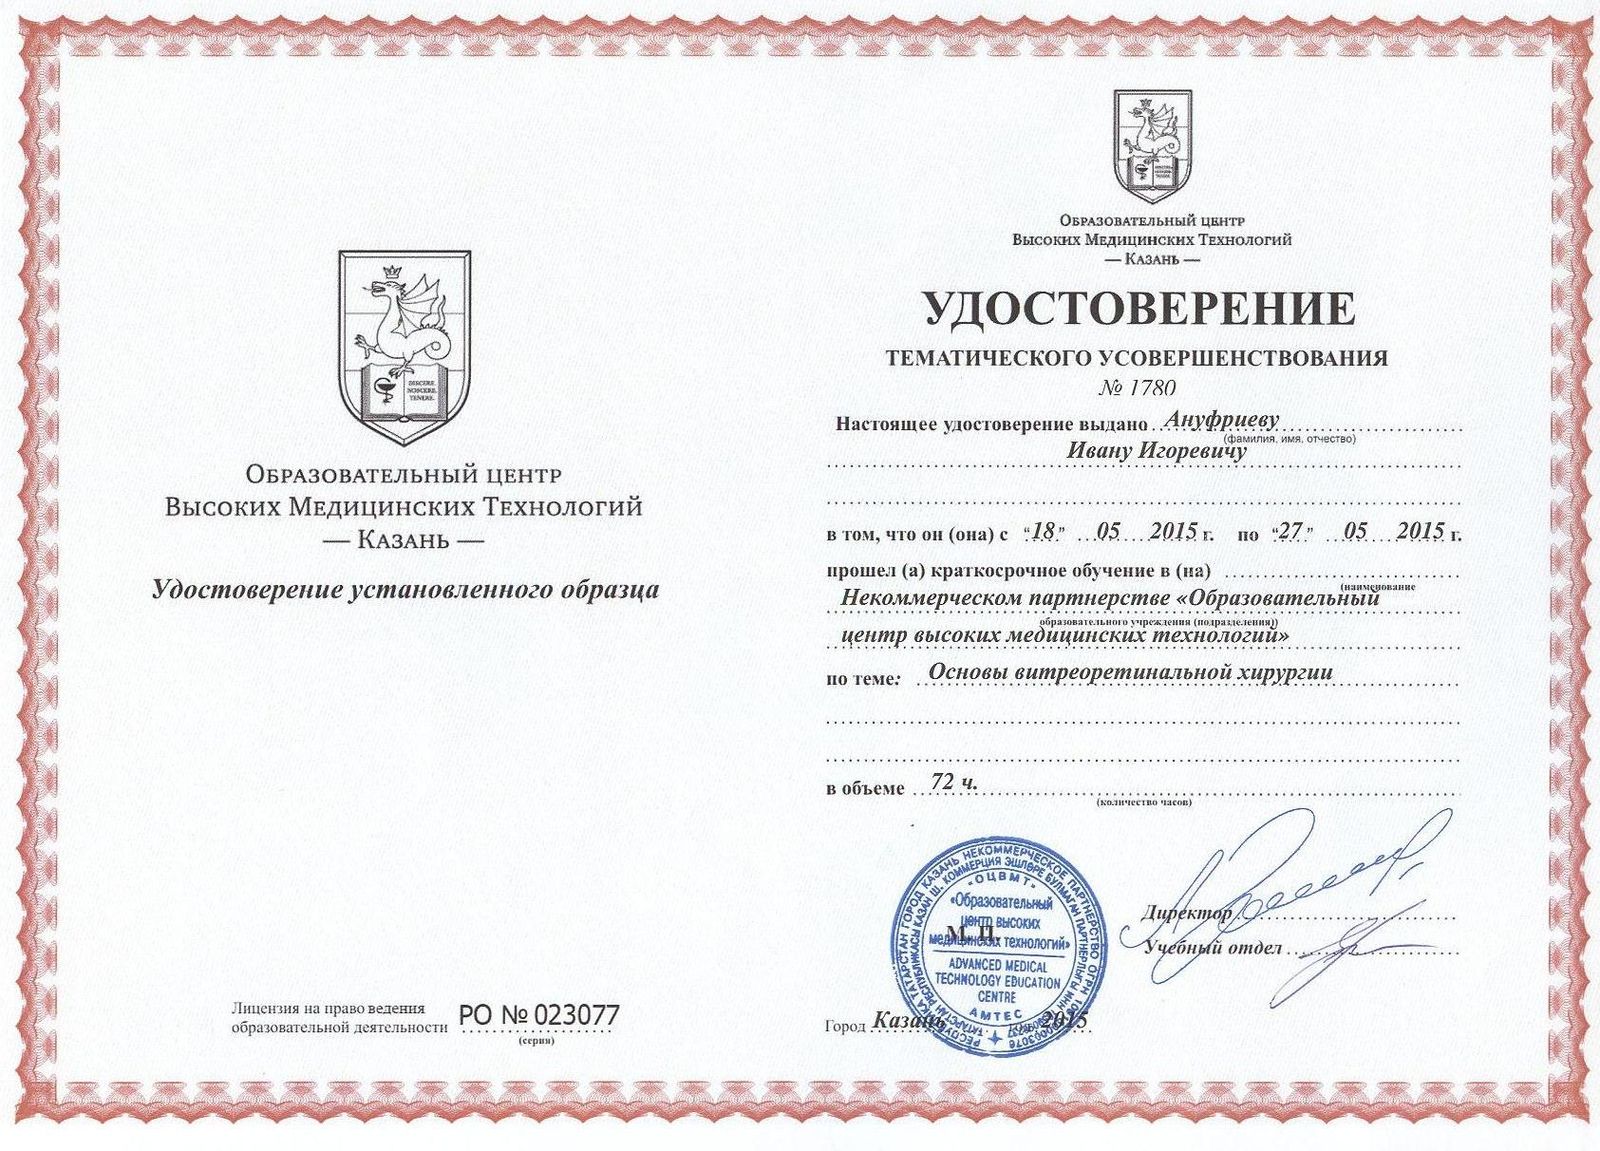 DISCERE
NOSCERE
TENERE
Образовательный центр
Высоких Медицинских Технологий
— Казань —
Удостоверение установленного образца
Лицензия на право ведения
образовательной деятельности РО № 023077
(серия)
Образовательный центр
Высоких Медицинских Технологий
— Казань —
УДОСТОВЕРЕНИЕ
ТЕМАТИЧЕСКОГО УСОВЕРШЕНСТВОВАНИЯ
№ 1780
Настоящее удостоверение выдано Ануфриеву
(фамилия, имя, отчество)
Ивану Игоревичу
в том, что он (она) с “18” 05 2015 г. по “27” 05 2015 г.
прошел (а) краткосрочное обучение в (на)
(наименование
Некоммерческом партнерстве «Образовательный
образовательного учреждения (подразделения))
центр высоких медицинских технологий»
по теме: Основы витреоретинальной хирургии
в объеме 72 ч.
(количество часов)
"ОЦВМТ"
«Образовательный
центр высоких
медицинских технологий»
М. П.
ADVANCED MEDICAL
TECHNOLOGY EDUCATION
CENTRE
AMTEC
Директор
Учебный отдел
Город Казань 2015